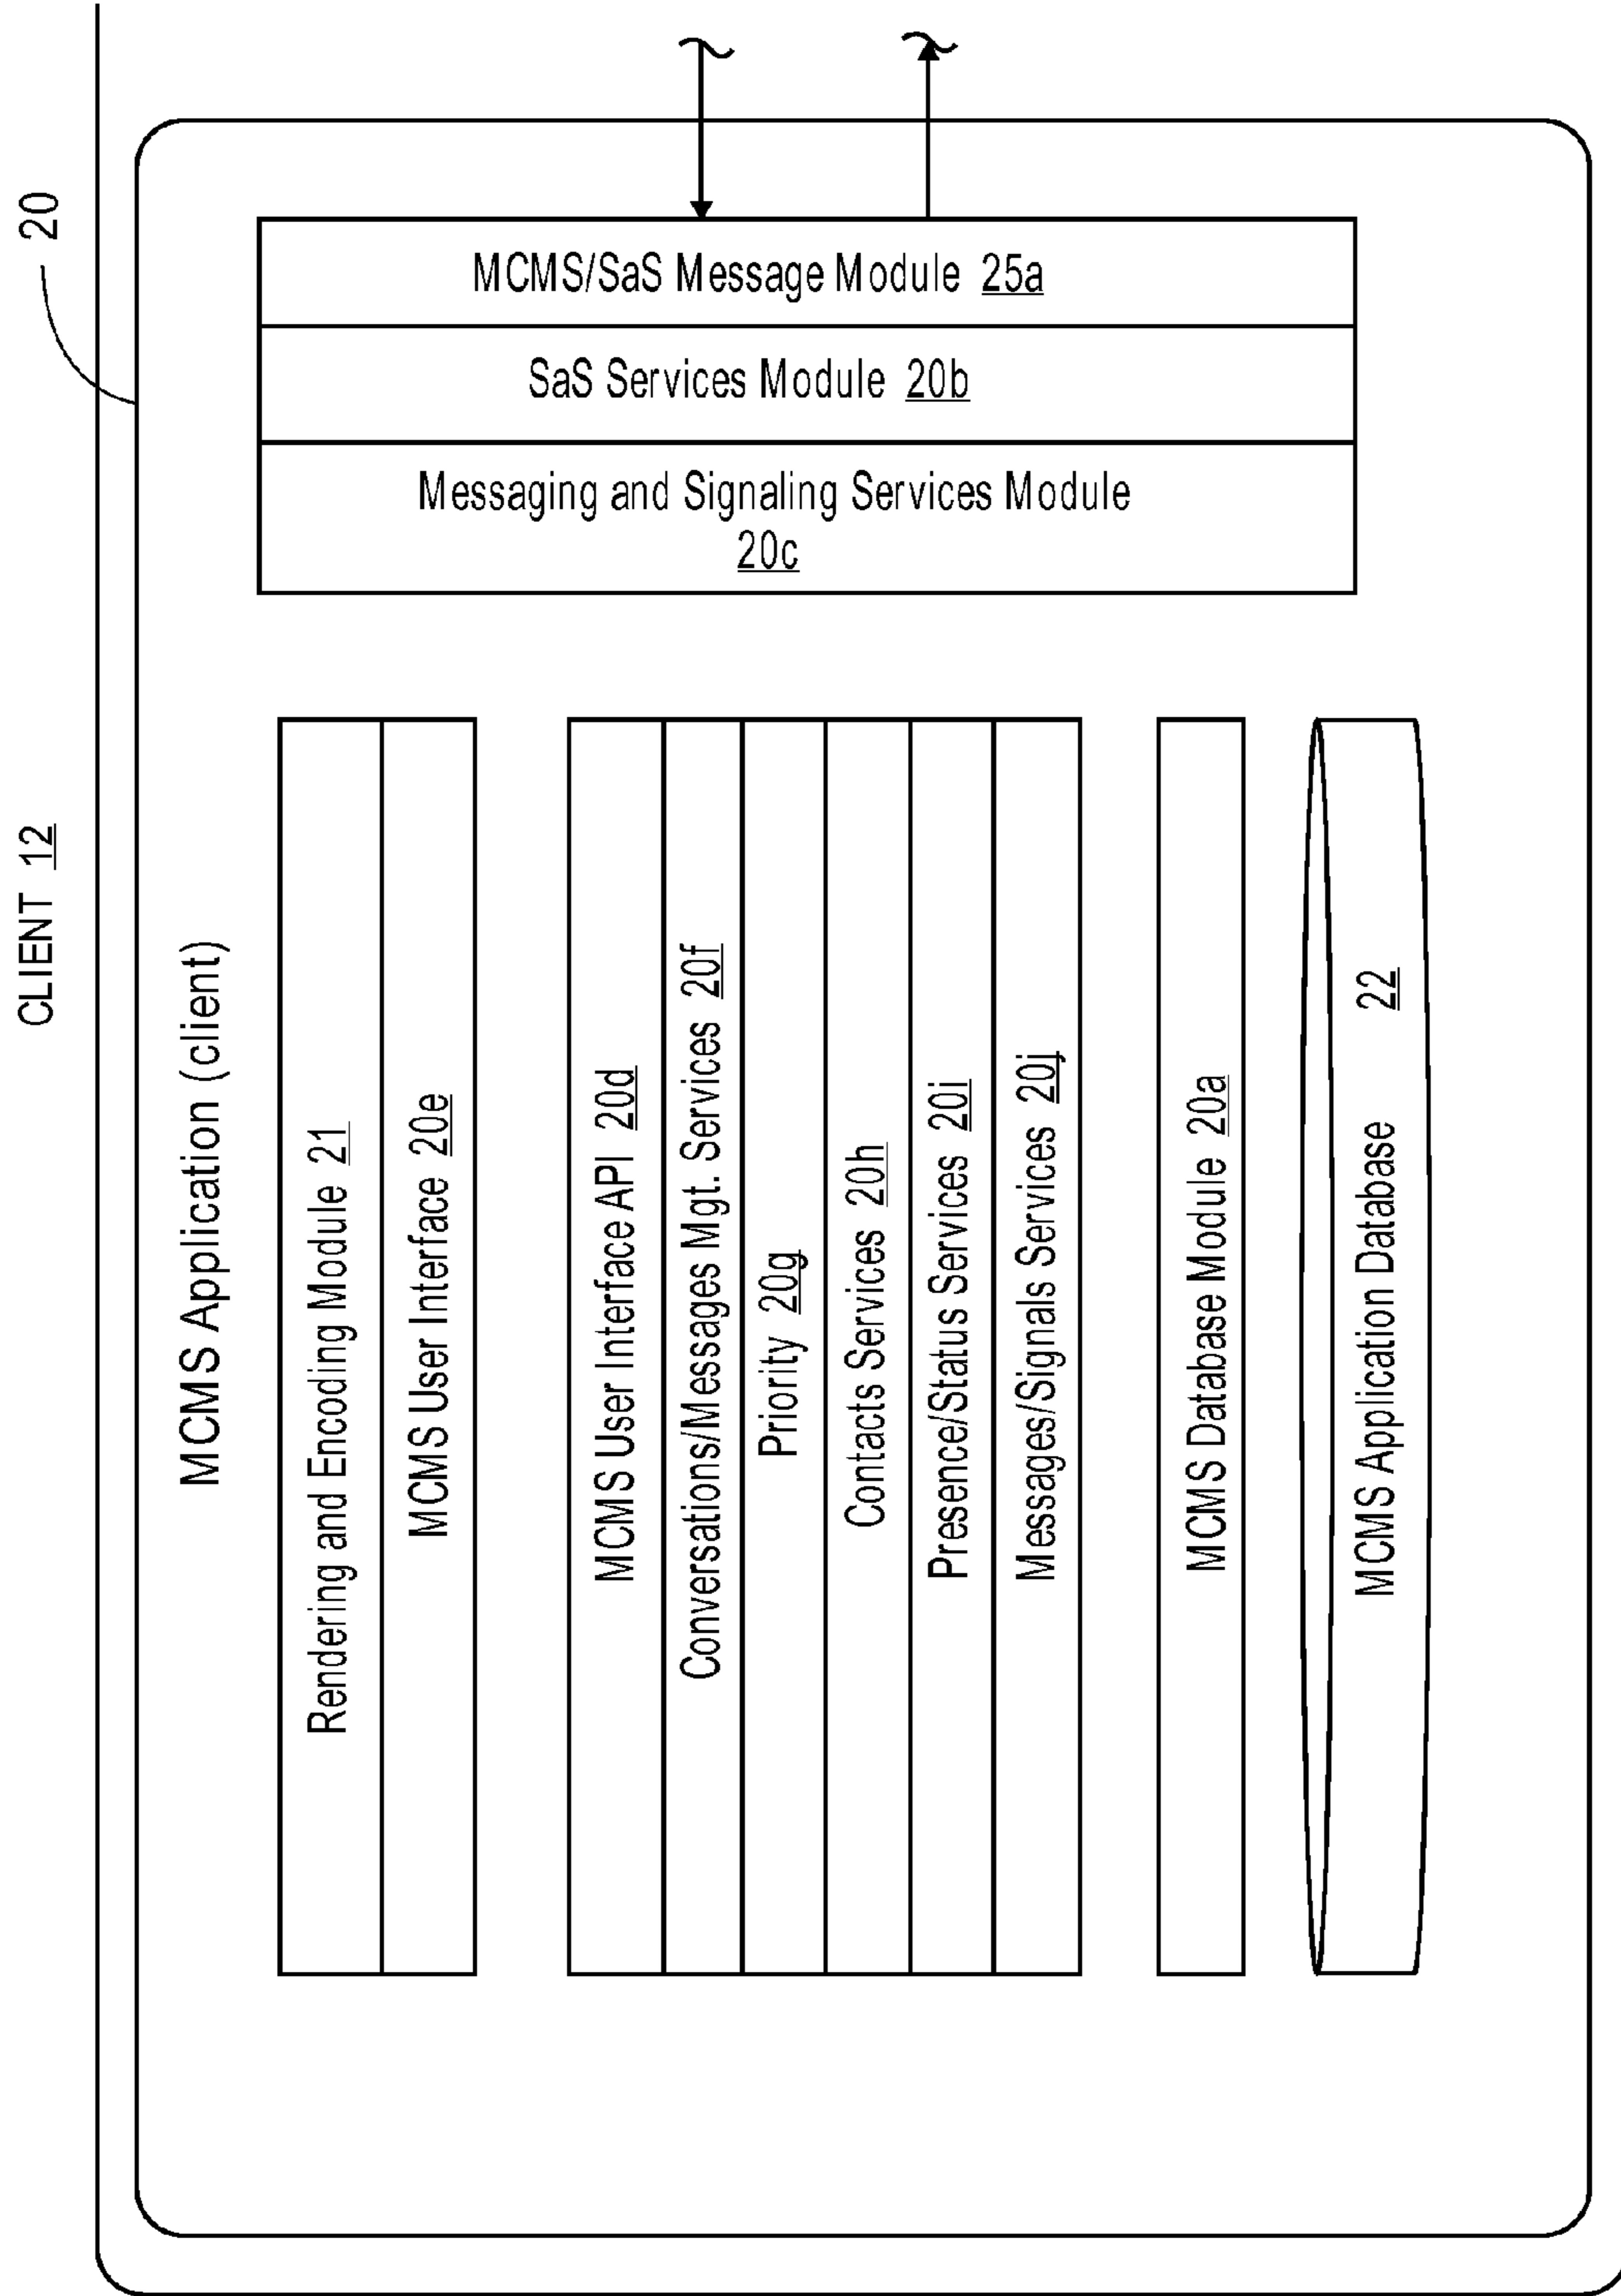 CLIENT 12
20
MCMS Application (client)
Rendering and Encoding Module 21
MCMS User Interface 20e
MCMS User Interface API 20d
Conversations/Messages Mgt. Services 20f
Priority 20g
Contacts Services 20h
Presence/Status Services 20i
Messages/Signals Services 20j
MCMS Database Module 20a
MCMS Application Database 22
MCMS/SaS Message Module 25a
SaS Services Module 20b
Messaging and Signaling Services Module
20c